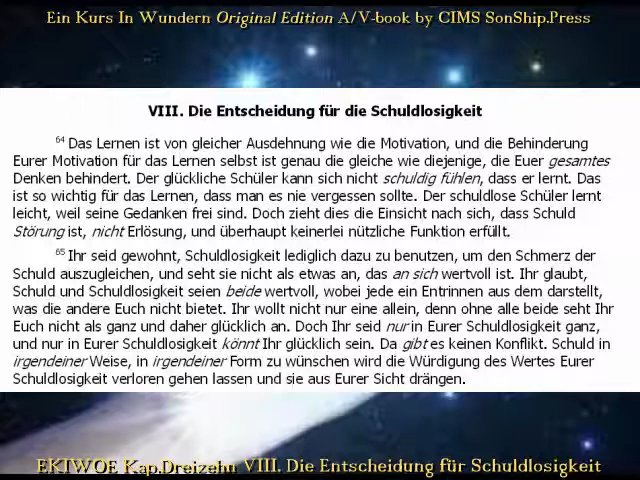 Ein Kurs In Wundern Original Edition A/V-book by CIMS SonShip.Press
VIII. Die Entscheidung für die Schuldlosigkeit
64 Das Lernen ist von gleicher Ausdehnung wie die Motivation, und die Behinderung
Eurer Motivation für das Lernen selbst ist genau die gleiche wie diejenige, die Euer gesamtes
Denken behindert. Der glückliche Schüler kann sich nicht schuldig fühlen, dass er lernt. Das
ist so wichtig für das Lernen, dass man es nie vergessen sollte. Der schuldlose Schüler lernt
leicht, weil seine Gedanken frei sind. Doch zieht dies die Einsicht nach sich, dass Schuld
Störung ist, nicht Erlösung, und überhaupt keinerlei nützliche Funktion erfüllt.
65 Ihr seid gewohnt, Schuldlosigkeit lediglich dazu zu benutzen, um den Schmerz der
Schuld auszugleichen, und seht sie nicht als etwas an, das an sich wertvoll ist. Ihr glaubt,
Schuld und Schuldlosigkeit seien beide wertvoll, wobei jede ein Entrinnen aus dem darstellt,
was die andere Euch nicht bietet. Ihr wollt nicht nur eine allein, denn ohne alle beide seht Ihr
Euch nicht als ganz und daher glücklich an. Doch Ihr seid nur in Eurer Schuldlosigkeit ganz,
und nur in Eurer Schuldlosigkeit könnt Ihr glücklich sein. Da gibt es keinen Konflikt. Schuld in
irgendeiner Weise, in irgendeiner Form zu wünschen wird die Würdigung des Wertes Eurer
Schuldlosigkeit verloren gehen lassen und sie aus Eurer Sicht drängen.
EKIWOE Kap.Dreizehn VIII. Die Entscheidung für Schuldlosigkeit